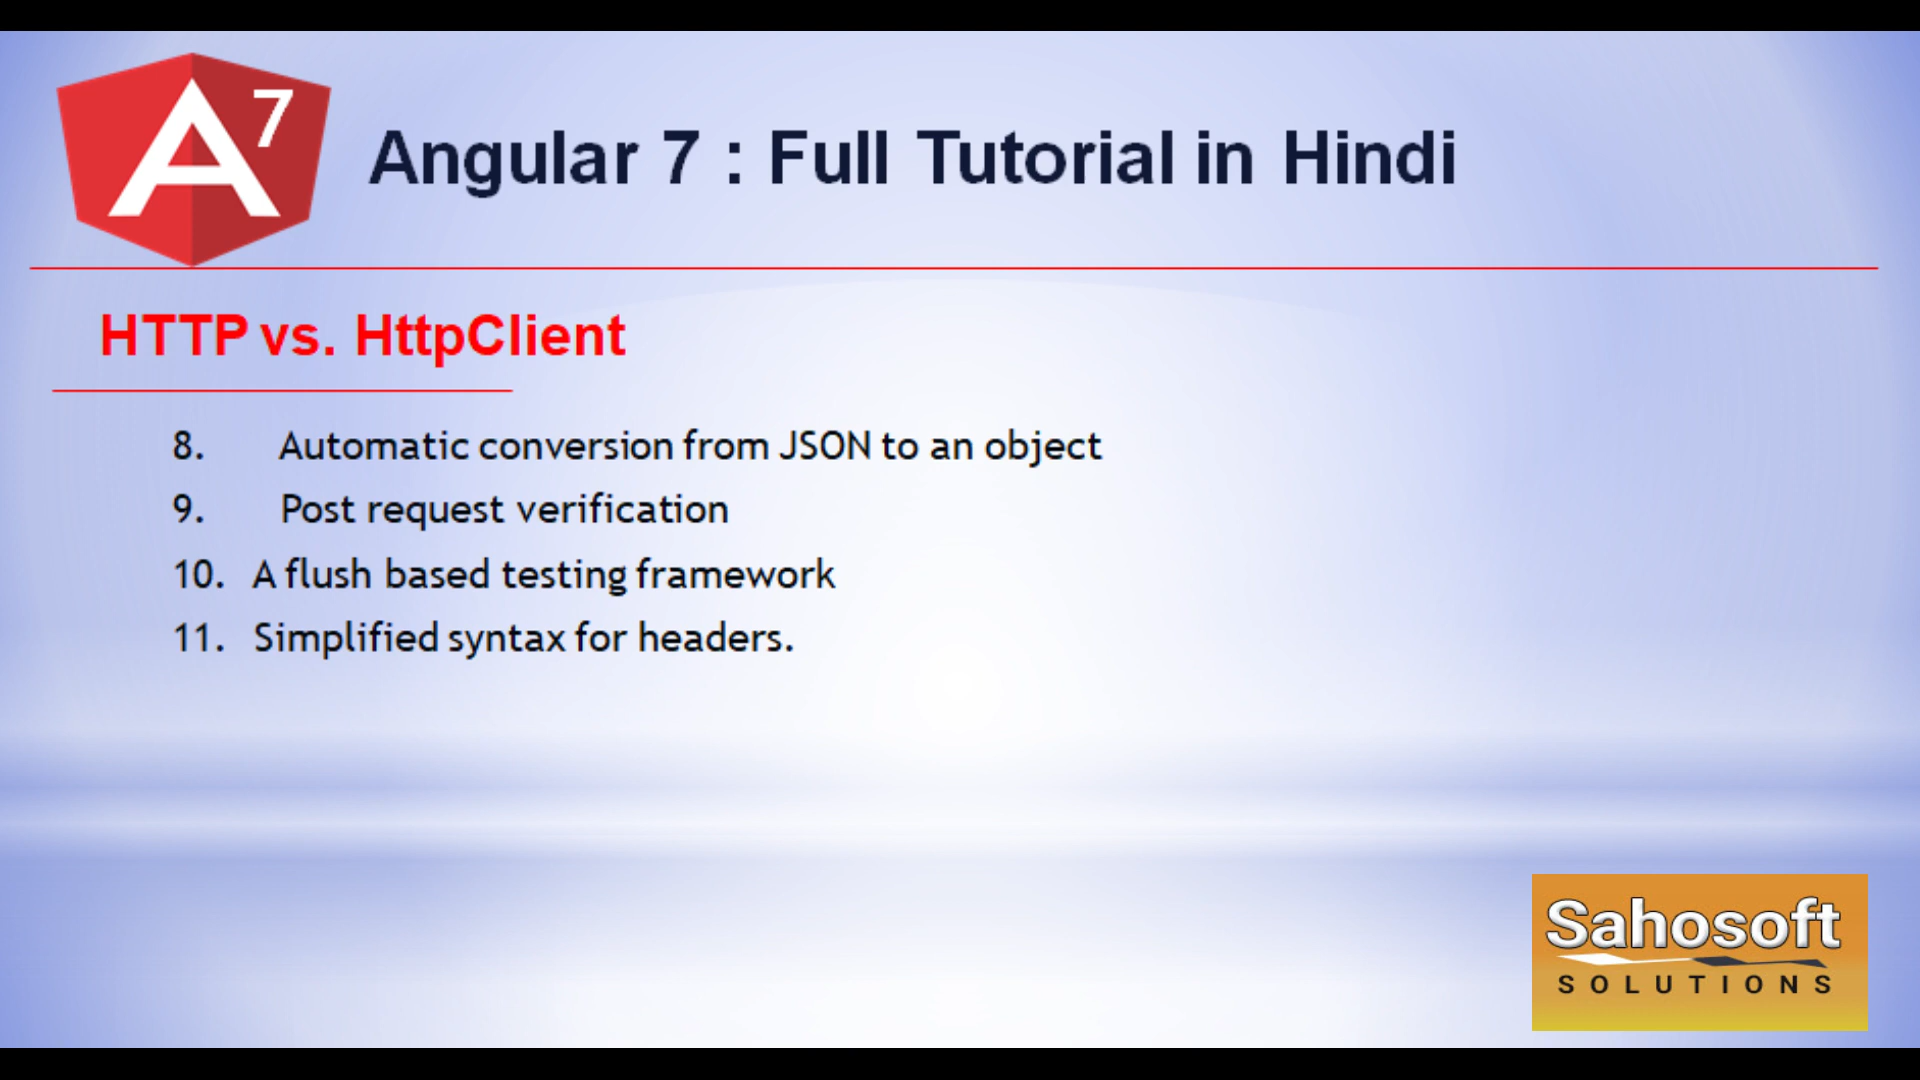 A 7
Angular 7 : Full Tutorial in Hindi
HTTP vs. HttpClient
8. Automatic conversion from JSON to an object
9. Post request verification
10. A flush based testing framework
11. Simplified syntax for headers.
Sahosoft
SOLUTIONS